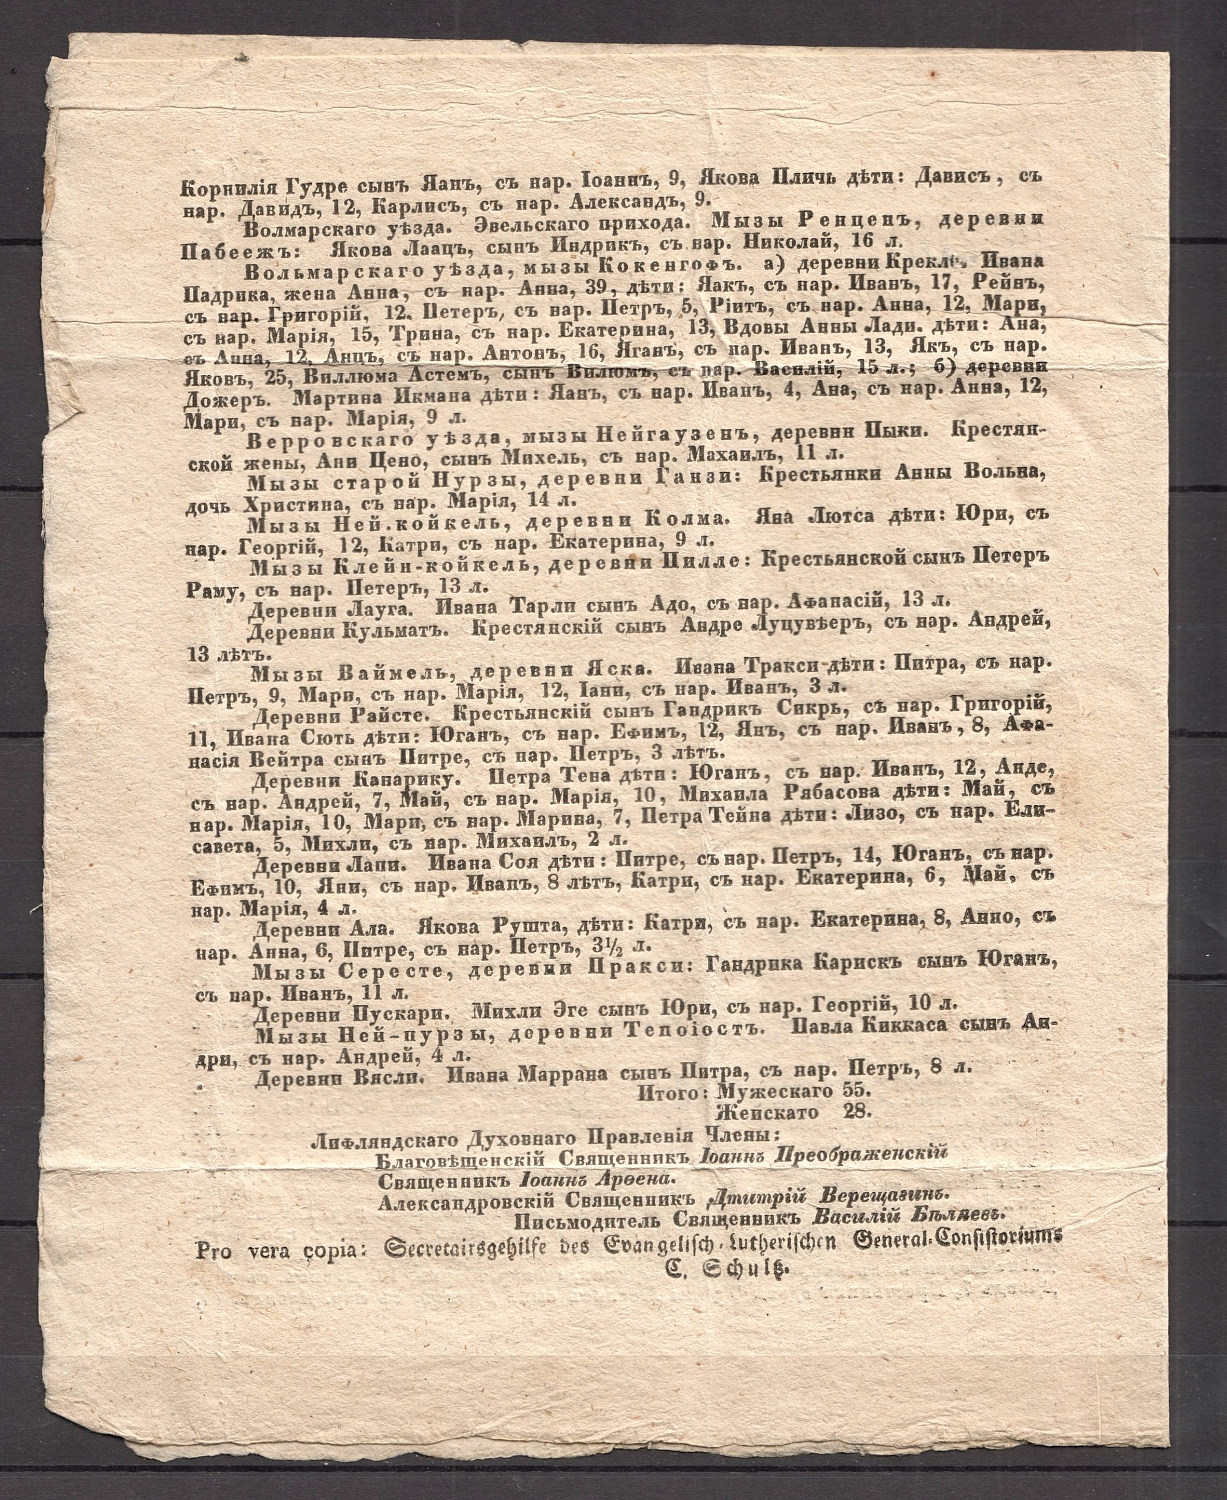 Корнилія Гудре сынъ Яанъ, съ нар. Іоаннъ, 9, Якова Пличь дѣти: Дависъ, съ
нар. Давидъ, 12, Карлисъ, съ нар. Александъ, 9.
Волмарскаго уѣзда. Эвельскаго прихода. Мызы Ренценъ, деревни
Пабеежъ: Якова Лаацъ, сынъ Индрикъ, съ нар. Николай, 16 л.
Вольмарскаго уѣзда, мызы Кокенгофъ. а) деревни Ивана
Падрика, жена Анна, съ нар. Анна, 39, дѣти: Яакъ, съ нар. Иванъ, 17, Рейнъ,
съ нар. Григорій, 12. Петеръ, съ нар. Петръ, 5, Ріитъ, съ нар. Анна, 12, Мари,
съ нар. Марія, 15, Трина, съ нар. Екатерина, 13, Вдовы Анны Лади. дѣти: Ана,
съ Анна, 12, Анцъ, съ нар. Антонъ, 16, Яганъ, съ нар. Иванъ, 13, Якъ, съ нар.
Яковъ, 25, Виллюма Астемъ, сынъ Вилюмъ, съ нар. Василій, 15 л.; б) деревни
Дожеръ. Мартина Икмана дѣти: Яанъ, съ нар. Иванъ, 4, Ана, съ нар. Анна, 12,
Мари, съ нар. Марія, 9 л.
Верровскаго уѣзда, мызы Нейгаузенъ, деревни Пыки. Крестян-
ской жены, Ани Цено, сынъ Михель, съ нар. Махаилъ, 11 л.
Мызы старой Нурзы, деревни Ганзи: Крестьянки Анны Вольна,
дочь Христина, съ нар. Марія, 14 л.
Мызы Ней-койкель, деревни Колма. Яна Лютса дѣти: Юри, съ
нар. Георгій, 12, Катри, съ нар. Екатерина, 9 л.
Мызы Клейн-койкель, деревни Пилле: Крестьянской сынъ Петеръ
Раму, съ нар. Петеръ, 13 л.
Деревни Лауга. Ивана Тарли сынъ Адо, съ нар. Афанасій, 13 л.
Деревни Кульматъ. Крестянскій сынъ Андре Луцувѣеръ, съ нар. Андрей,
13 лѣтъ.
Мызы Ваймель, деревни Яска. Ивана Тракси дѣти: Питра, съ нар.
Петръ, 9, Мари, съ нар. Марія, 12, Іани, съ нар. Иванъ, 3 л.
Деревни Райсте. Крестьянскій сынъ Гандрикъ Сикрь, съ нар. Григорій,
11, Ивана Сють дѣти: Юганъ, съ нар. Ефимъ, 12, Янъ, съ нар. Иванъ, 8, Афа-
насія Вейтра сынъ Питре, съ нар. Петръ, 3 лѣтъ.
Деревни Канарику. Петра Тена дѣти: Юганъ, съ нар. Иванъ, 12, Анде,
съ нар. Андрей, 7, Май, съ нар. Марія, 10, Михаила Рябасова дѣти: Май, съ
нар. Марія, 10, Мари, съ нар. Марина, 7, Петра Тейна дѣти: Лизо, съ нар. Ели-
савета, 5, Михли, съ нар. Михаилъ, 2 л.
Деревни Лапи. Ивана Соя дѣти: Питре, съ нар. Петръ, 14, Юганъ, съ нар.
Ефимъ, 10, Яни, съ нар. Иванъ, 8 лѣтъ, Катри, съ нар. Екатерина, 6, Май, съ
нар. Марія, 4 л.
Деревни Ала. Якова Рушта, дѣти: Катри, съ нар. Екатерина, 8, Анно, съ
нар. Анна, 6, Питре, съ нар. Петръ, 3½ л.
Мызы Сересте, деревни Пракси: Гандрика Карискъ сынъ Юганъ,
съ нар. Иванъ, 11 л.
Деревни Пускари. Михли Эге сынъ Юри, съ нар. Георгій, 10 л.
Мызы Ней-нурзы, деревни Тепоіостъ. Павла Киккаса сынъ Ан-
дри, съ нар. Андрей, 4 л.
Деревни Вясли. Ивана Маррана сынъ Питра, съ нар. Петръ, 8 л.
Итого: Мужескаго 55.
Женскато 28.
Лифляндскаго Духовнаго Правленія Члены:
Благовѣщенскій Священникъ Іоаннъ Преображенскій
Священникъ Іоаннъ Арѳена.
Александровскій Священникъ Дтитрій Верещагинъ.
Письмодитель Священникъ Василій Бѣляевъ.
Pro vera copia: Secretairsgehilfe des Evangelisch-Lutherischen General-Consistoriums
C. Schultz.